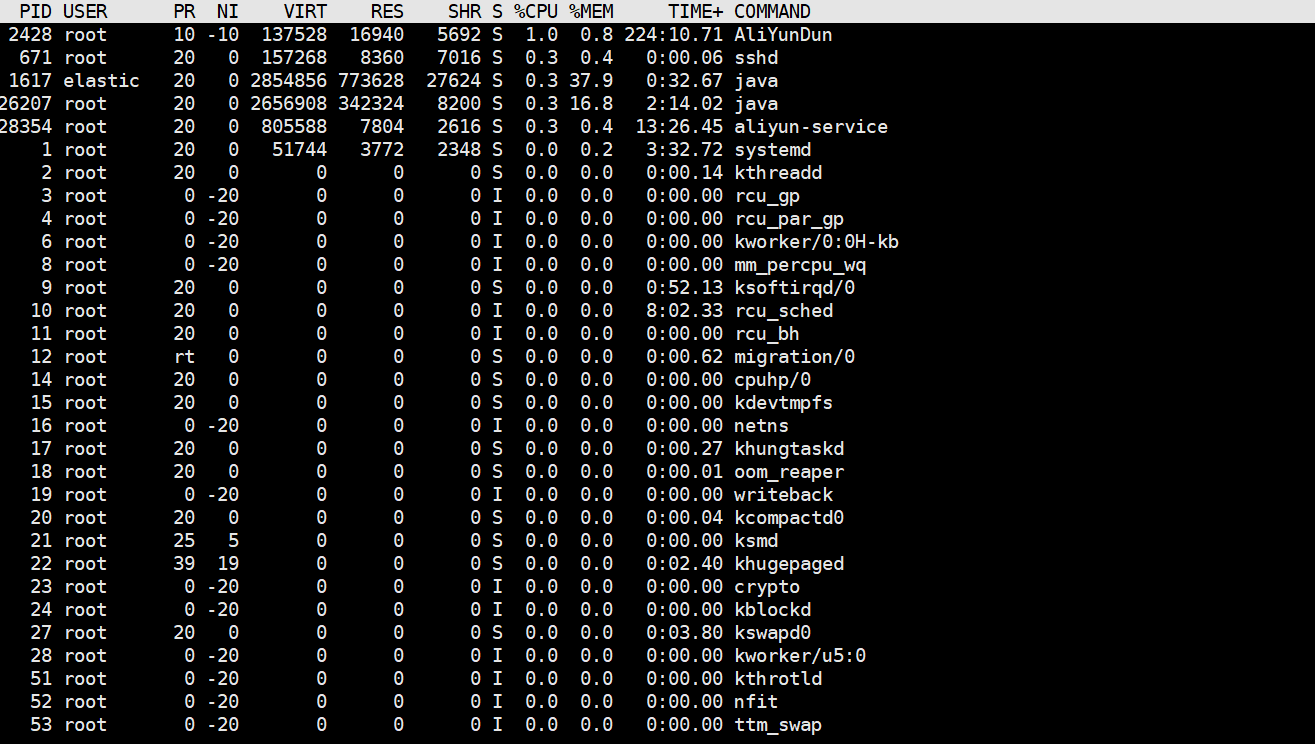 PID USER PR NI VIRT RES SHR S %CPU %MEM TIME+ COMMAND
2428 root 10 -10 137528 16940 5692 S 1.0 0.8 224:10.71 AliYunDun
671 root 20 0 157268 8360 7016 S 0.3 0.4 0:00.06 sshd
1617 elastic 20 0 2854856 773628 27624 S 0.3 37.9 0:32.67 java
26207 root 20 0 2656908 342324 8200 S 0.3 16.8 2:14.02 java
28354 root 20 0 805588 7804 2616 S 0.3 0.4 13:26.45 aliyun-service
1 root 20 0 51744 3772 2348 S 0.0 0.2 3:32.72 systemd
2 root 20 0 0 0 0 S 0.0 0.0 0:00.14 kthreadd
3 root 0 -20 0 0 0 I 0.0 0.0 0:00.00 rcu_gp
4 root 0 -20 0 0 0 I 0.0 0.0 0:00.00 rcu_par_gp
6 root 0 -20 0 0 0 I 0.0 0.0 0:00.00 kworker/0:0H-kb
8 root 0 -20 0 0 0 I 0.0 0.0 0:00.00 mm_percpu_wq
9 root 20 0 0 0 0 S 0.0 0.0 0:52.13 ksoftirqd/0
10 root 20 0 0 0 0 I 0.0 0.0 8:02.33 rcu_sched
11 root 20 0 0 0 0 I 0.0 0.0 0:00.00 rcu_bh
12 root rt 0 0 0 0 S 0.0 0.0 0:00.62 migration/0
14 root 20 0 0 0 0 S 0.0 0.0 0:00.00 cpuhp/0
15 root 20 0 0 0 0 S 0.0 0.0 0:00.00 kdevtmpfs
16 root 0 -20 0 0 0 I 0.0 0.0 0:00.00 netns
17 root 20 0 0 0 0 S 0.0 0.0 0:00.27 khungtaskd
18 root 20 0 0 0 0 S 0.0 0.0 0:00.01 oom_reaper
19 root 0 -20 0 0 0 I 0.0 0.0 0:00.00 writeback
20 root 20 0 0 0 0 S 0.0 0.0 0:00.04 kcompactd0
21 root 25 5 0 0 0 S 0.0 0.0 0:00.00 ksmd
22 root 39 19 0 0 0 S 0.0 0.0 0:02.40 khugepaged
23 root 0 -20 0 0 0 I 0.0 0.0 0:00.00 crypto
24 root 0 -20 0 0 0 I 0.0 0.0 0:00.00 kblockd
27 root 20 0 0 0 0 S 0.0 0.0 0:03.80 kswapd0
28 root 0 -20 0 0 0 I 0.0 0.0 0:00.00 kworker/u5:0
51 root 0 -20 0 0 0 I 0.0 0.0 0:00.00 kthrotld
52 root 0 -20 0 0 0 I 0.0 0.0 0:00.00 nfit
53 root 0 -20 0 0 0 I 0.0 0.0 0:00.00 ttm_swap